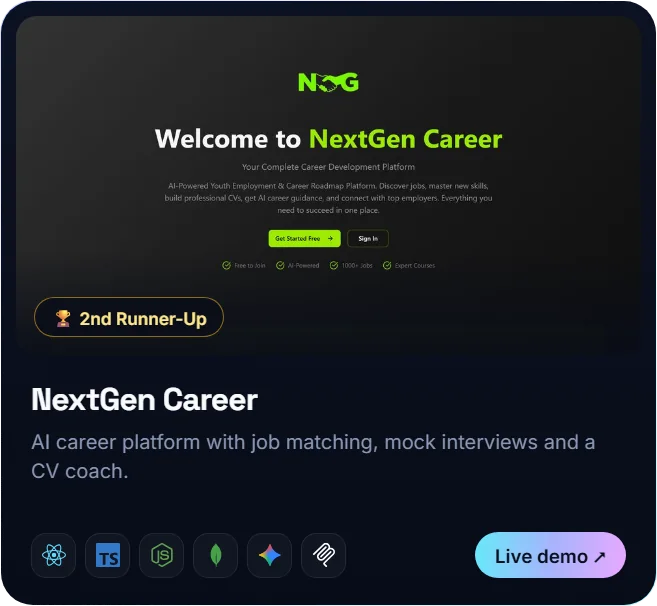 N G
Welcome to NextGen Career
Your Complete Career Development Platform
AI-Powered Youth Employment & Career Roadmap Platform. Discover jobs, master new skills,
build professional CVs, get AI career guidance, and connect with top employers. Everything you
need to succeed in one place.
Get Started Free → Sign In
Free to Join AI-Powered 1000+ Jobs Expert Courses
🏆 2nd Runner-Up
NextGen Career
AI career platform with job matching, mock interviews and a
CV coach.
TS JS Live demo ↗